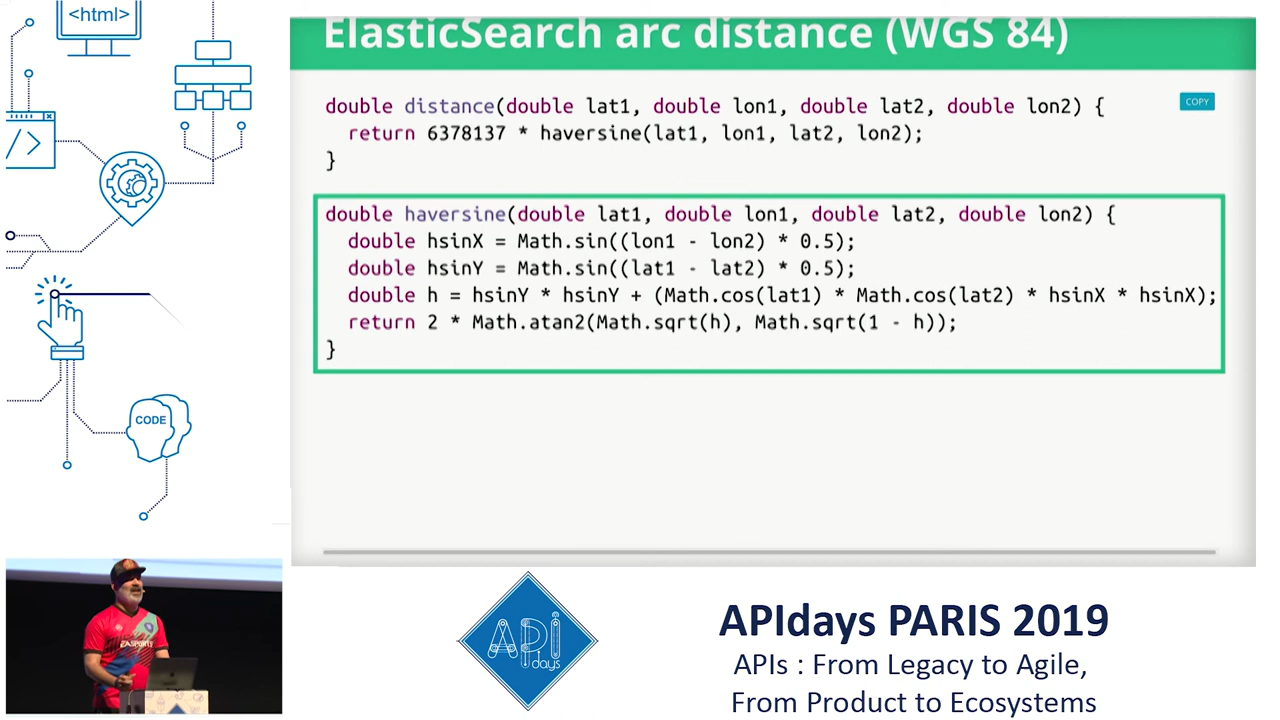 <html>
</>
CODE
ElasticSearch arc distance (WGS 84)
COPY
double distance(double lat1, double lon1, double lat2, double lon2) {
return 6378137 * haversine(lat1, lon1, lat2, lon2);
}
double haversine(double lat1, double lon1, double lat2, double lon2) {
double hsinX = Math.sin((lon1 - lon2) * 0.5);
double hsinY = Math.sin((lat1 - lat2) * 0.5);
double h = hsinY * hsinY + (Math.cos(lat1) * Math.cos(lat2) * hsinX * hsinX);
return 2 * Math.atan2(Math.sqrt(h), Math.sqrt(1 - h));
}
EA SPORTS
API
days
APIdays PARIS 2019
APIs : From Legacy to Agile,
From Product to Ecosystems